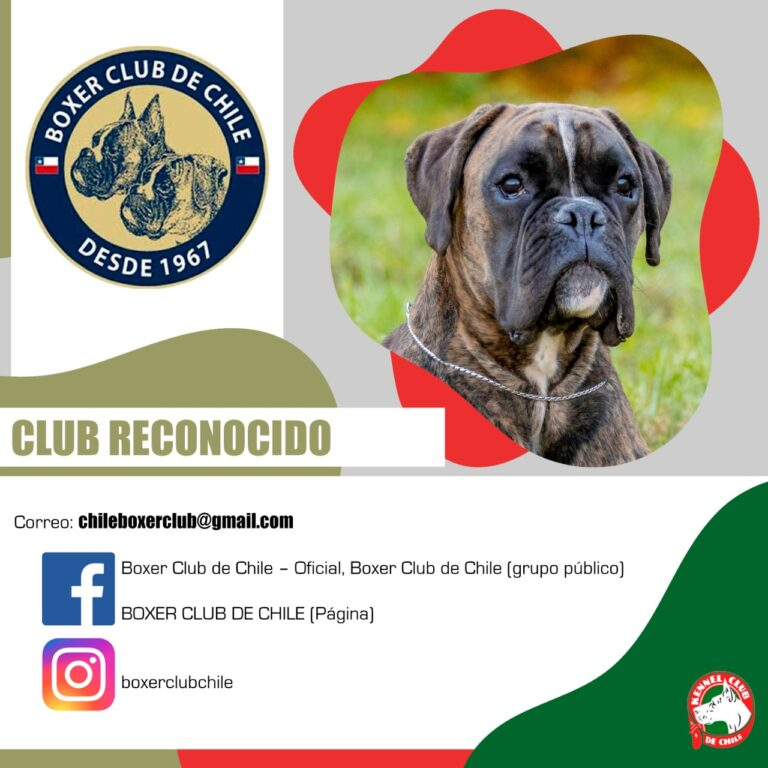 BOXER CLUB DE CHILE
DESDE 1967
CLUB RECONOCIDO
Correo: chileboxerclub@gmail.com
Boxer Club de Chile – Oficial, Boxer Club de Chile (grupo público)
BOXER CLUB DE CHILE (Página)
boxerclubchile
KENNEL CLUB
DE CHILE